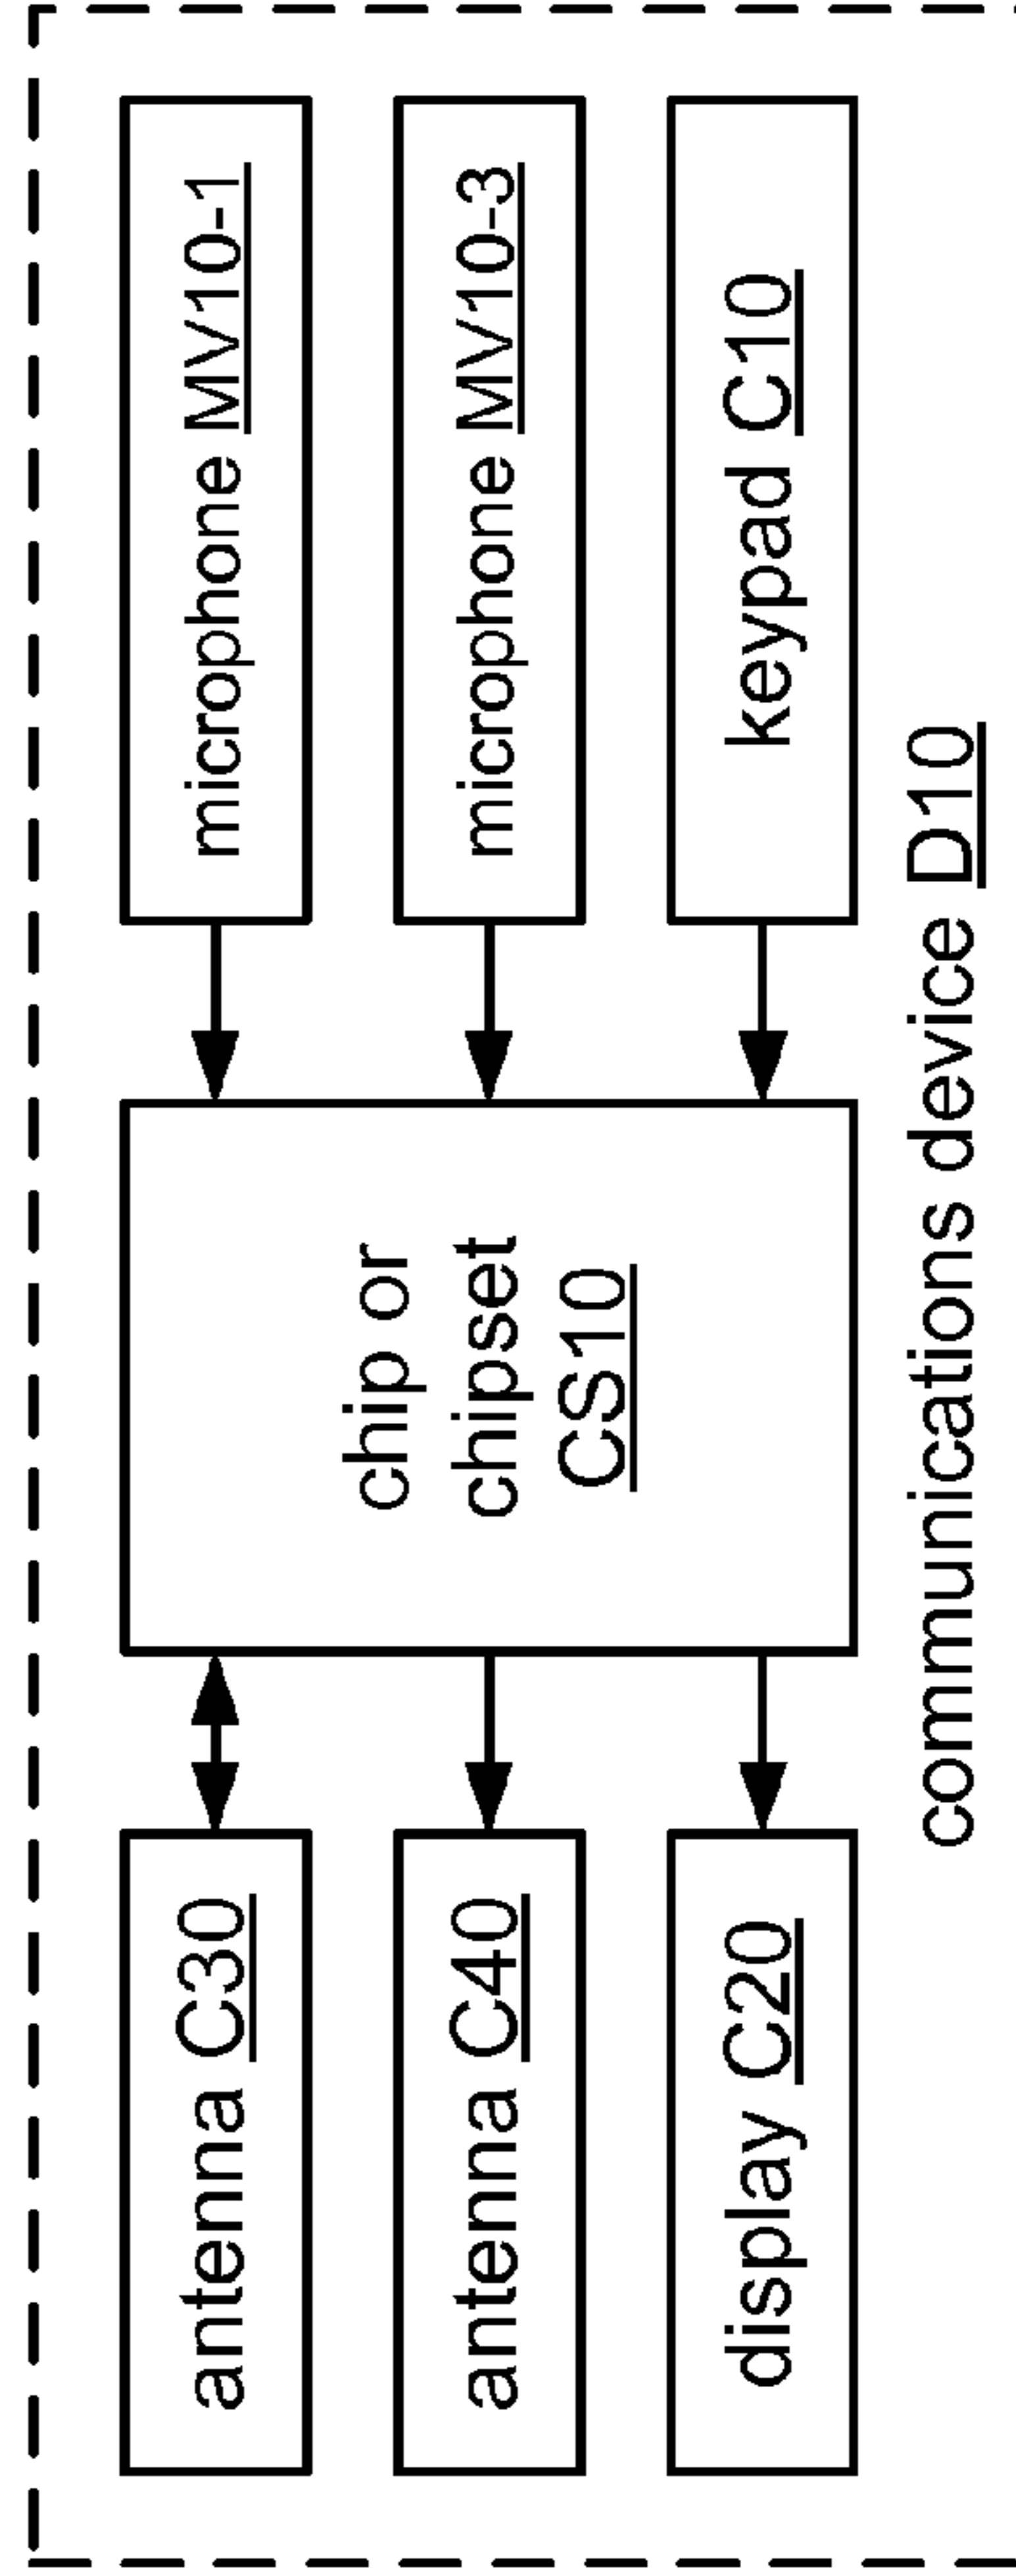 antenna C30
antenna C40
display C20
chip or
chipset
CS10
microphone MV10-1
microphone MV10-3
keypad C10
communications device D10